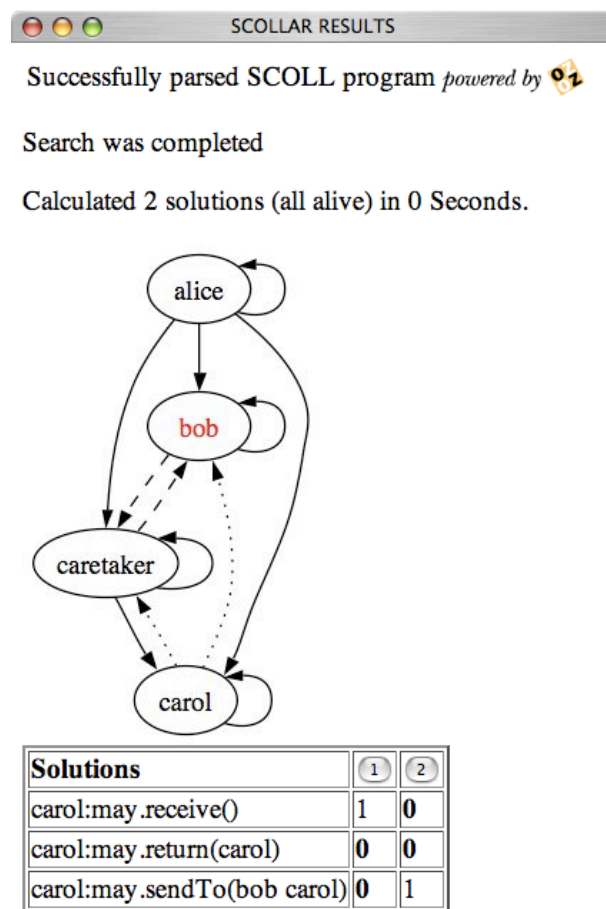 SCOLLAR RESULTS
Successfully parsed SCOLL program powered by OZ
Search was completed
Calculated 2 solutions (all alive) in 0 Seconds.
alice
bob
caretaker
carol
Solutions 1 2
carol:may.receive() 1 0
carol:may.return(carol) 0 0
carol:may.sendTo(bob carol) 0 1